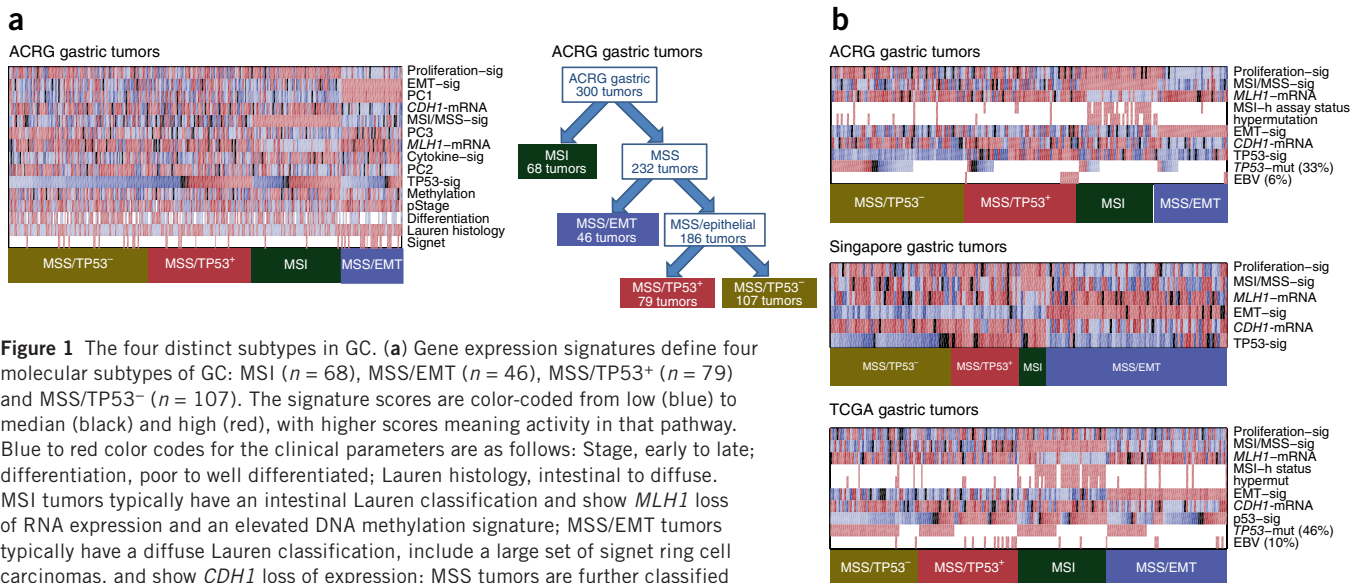 a
ACRG gastric tumors
Proliferation–sig
EMT–sig
PC1
CDH1-mRNA
MSI/MSS–sig
PC3
MLH1–mRNA
Cytokine–sig
PC2
TP53-sig
Methylation
pStage
Differentiation
Lauren histology
Signet
MSS/TP53–
MSS/TP53+
MSI
MSS/EMT
ACRG gastric tumors
ACRG gastric
300 tumors
MSI
68 tumors
MSS
232 tumors
MSS/EMT
46 tumors
MSS/epithelial
186 tumors
MSS/TP53+
79 tumors
MSS/TP53–
107 tumors
Figure 1 The four distinct subtypes in GC. (a) Gene expression signatures define four
molecular subtypes of GC: MSI (n = 68), MSS/EMT (n = 46), MSS/TP53+ (n = 79)
and MSS/TP53– (n = 107). The signature scores are color-coded from low (blue) to
median (black) and high (red), with higher scores meaning activity in that pathway.
Blue to red color codes for the clinical parameters are as follows: Stage, early to late;
differentiation, poor to well differentiated; Lauren histology, intestinal to diffuse.
MSI tumors typically have an intestinal Lauren classification and show MLH1 loss
of RNA expression and an elevated DNA methylation signature; MSS/EMT tumors
typically have a diffuse Lauren classification, include a large set of signet ring cell
carcinomas, and show CDH1 loss of expression; MSS tumors are further classified
b
ACRG gastric tumors
Proliferation–sig
MSI/MSS-sig
MLH1–mRNA
MSI–h assay status
hypermutation
EMT–sig
CDH1–mRNA
TP53-sig
TP53–mut (33%)
EBV (6%)
MSS/TP53–
MSS/TP53+
MSI
MSS/EMT
Singapore gastric tumors
Proliferation–sig
MSI/MSS–sig
MLH1–mRNA
EMT–sig
CDH1–mRNA
TP53-sig
MSS/TP53–
MSS/TP53+
MSI
MSS/EMT
TCGA gastric tumors
Proliferation–sig
MSI/MSS–sig
MLH1–mRNA
MSI–h status
hypermut
EMT–sig
CDH1–mRNA
p53–sig
TP53–mut (46%)
EBV (10%)
MSS/TP53–
MSS/TP53+
MSI
MSS/EMT